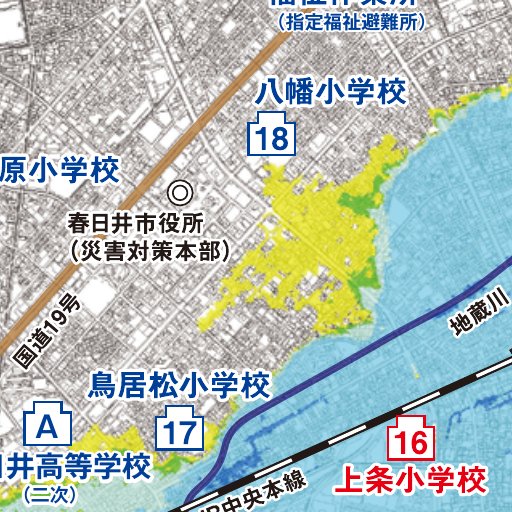 (指定福祉避難所)
八幡小学校
18
原小学校
春日井市役所
(災害対策本部)
国道19号
地蔵川
鳥居松小学校
17
A
井高等学校
(二次)
16
上条小学校
JR中央本線